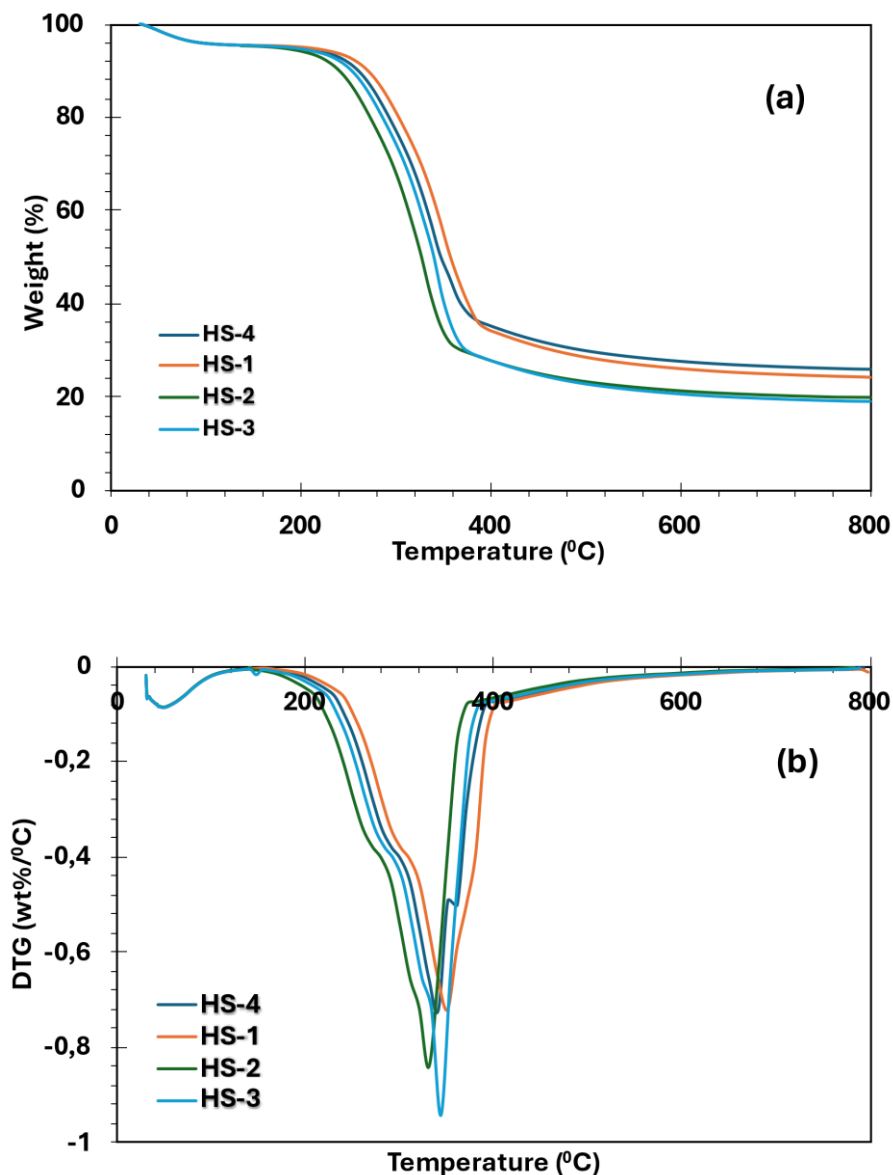 100
(a)
80
60
Weight (%)
40
HS-4
HS-1
HS-2
20
HS-3
0
0 200 400 600 800
Temperature (⁰C)
0
0 200 400 600 800
-0,2
(b)
-0,4
DTG (wt%/⁰C)
-0,6
HS-4
HS-1
-0,8
HS-2
HS-3
-1
Temperature (⁰C)